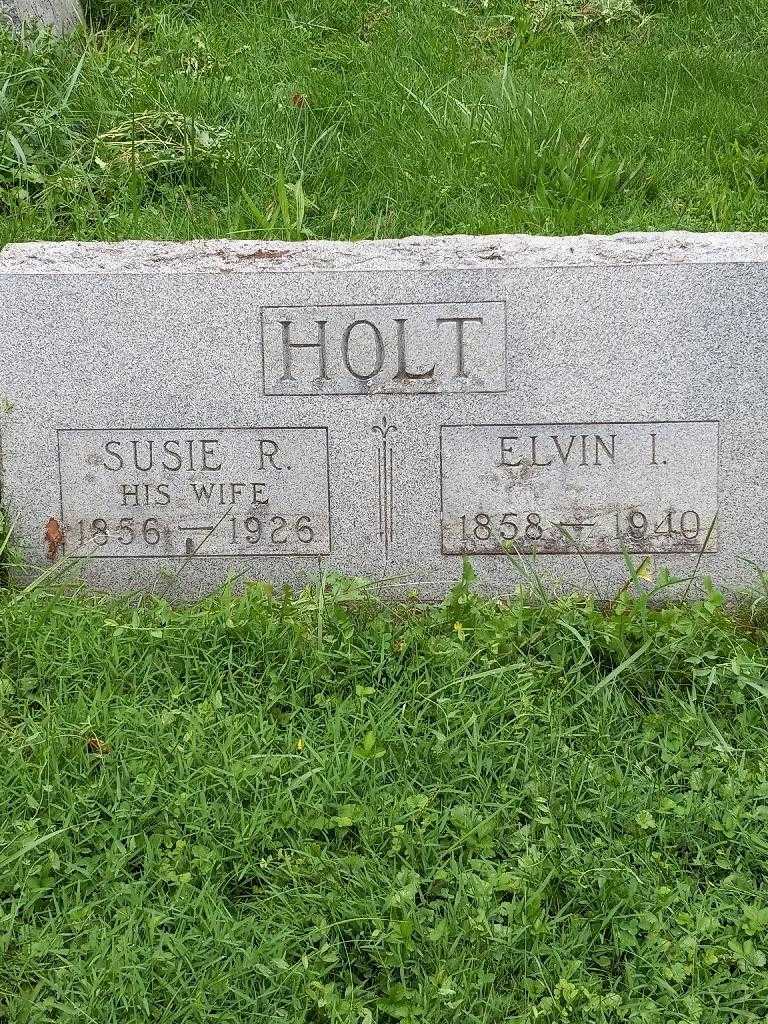 HOLT
SUSIE R.
HIS WIFE
1856 — 1926
ELVIN I.
1858 — 1940